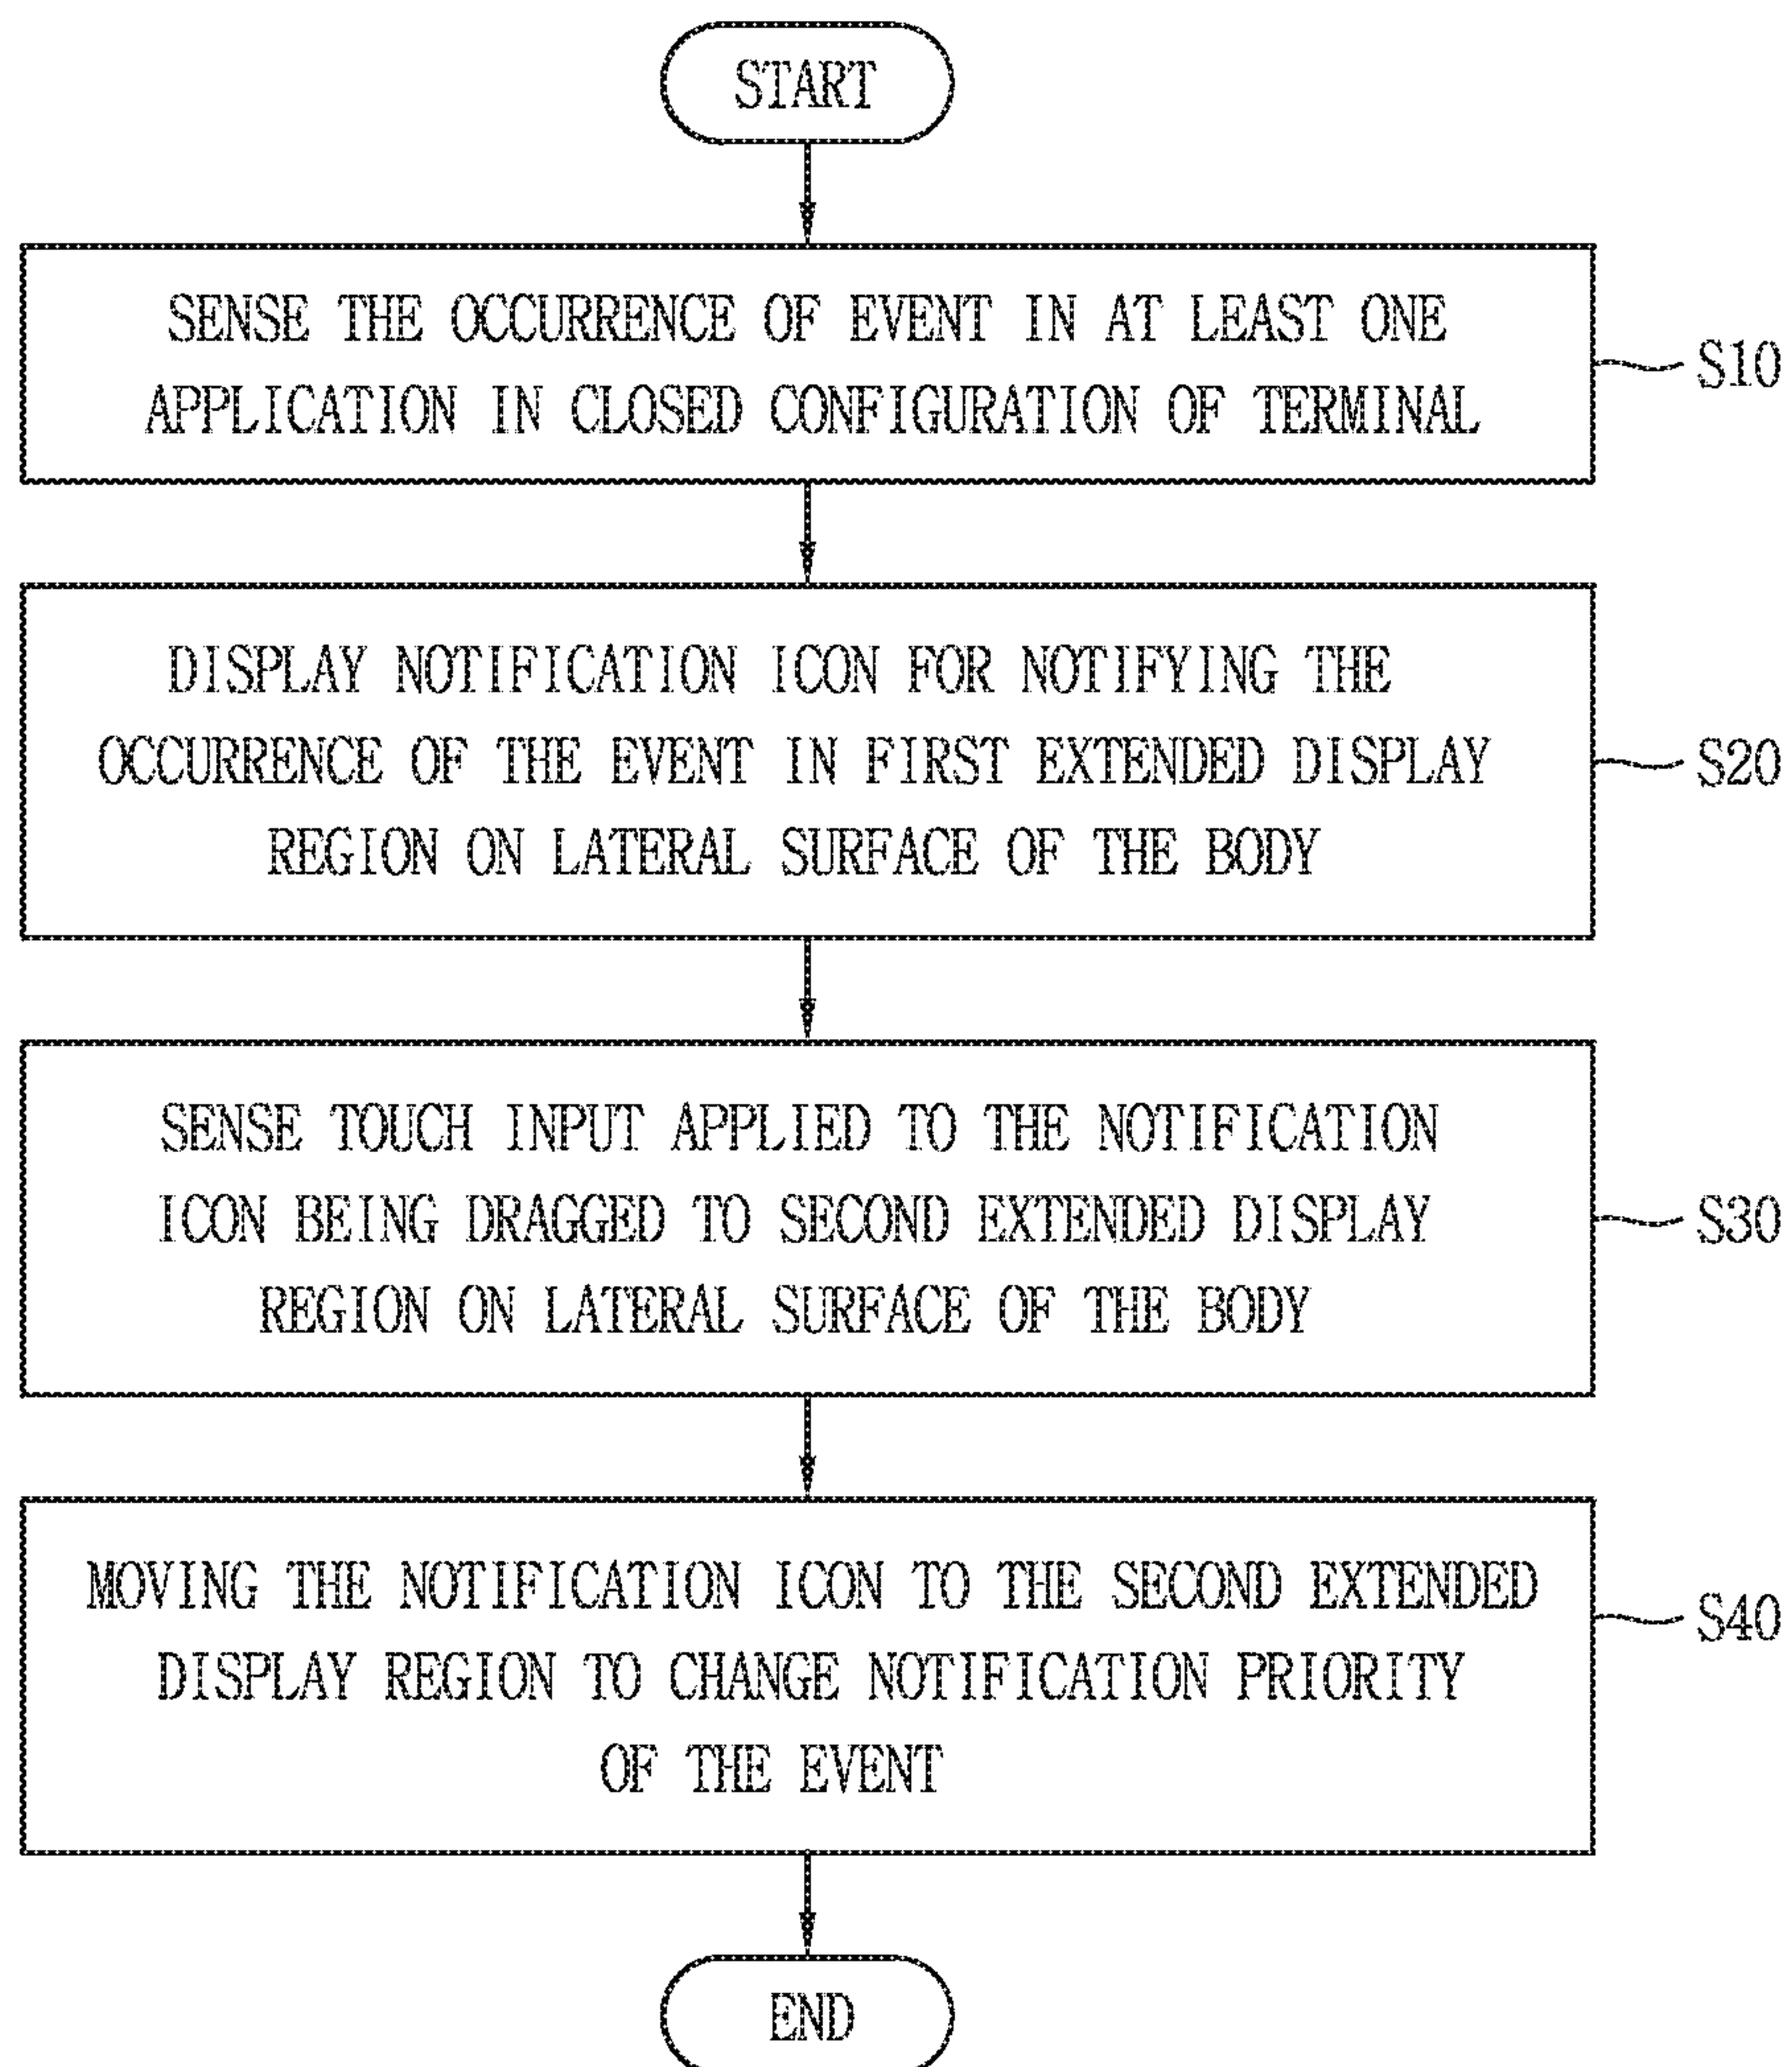 START
SENSE THE OCCURRENCE OF EVENT IN AT LEAST ONE
APPLICATION IN CLOSED CONFIGURATION OF TERMINAL
S10
DISPLAY NOTIFICATION ICON FOR NOTIFYING THE
OCCURRENCE OF THE EVENT IN FIRST EXTENDED DISPLAY
REGION ON LATERAL SURFACE OF THE BODY
S20
SENSE TOUCH INPUT APPLIED TO THE NOTIFICATION
ICON BEING DRAGGED TO SECOND EXTENDED DISPLAY
REGION ON LATERAL SURFACE OF THE BODY
S30
MOVING THE NOTIFICATION ICON TO THE SECOND EXTENDED
DISPLAY REGION TO CHANGE NOTIFICATION PRIORITY
OF THE EVENT
S40
END